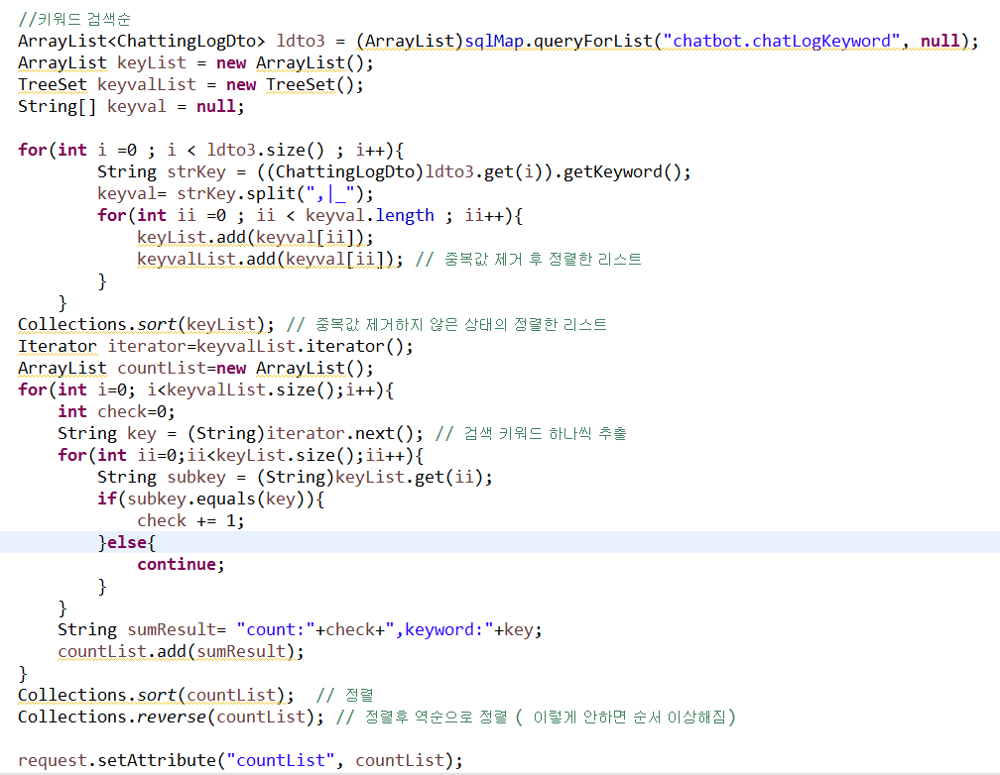 //키워드 검색순
ArrayList<ChattingLogDto> ldto3 = (ArrayList)sqlMap.queryForList("chatbot.chatLogKeyword", null);
ArrayList keyList = new ArrayList();
TreeSet keyvalList = new TreeSet();
String[] keyval = null;

for(int i =0 ; i < ldto3.size() ; i++){
        String strKey = ((ChattingLogDto)ldto3.get(i)).getKeyword();
        keyval= strKey.split(",|_");
        for(int ii =0 ; ii < keyval.length ; ii++){
            keyList.add(keyval[ii]);
            keyvalList.add(keyval[ii]); // 중복값 제거 후 정렬한 리스트
        }
    }
Collections.sort(keyList); // 중복값 제거하지 않은 상태의 정렬한 리스트
Iterator iterator=keyvalList.iterator();
ArrayList countList=new ArrayList();
for(int i=0; i<keyvalList.size();i++){
    int check=0;
    String key = (String)iterator.next(); // 검색 키워드 하나씩 추출
    for(int ii=0;ii<keyList.size();ii++){
        String subkey = (String)keyList.get(ii);
        if(subkey.equals(key)){
            check += 1;
        }else{
            continue;
        }
    }
    String sumResult= "count:"+check+",keyword:"+key;
    countList.add(sumResult);
}
Collections.sort(countList);  // 정렬
Collections.reverse(countList); // 정렬후 역순으로 정렬 ( 이렇게 안하면 순서 이상해짐)

request.setAttribute("countList", countList);